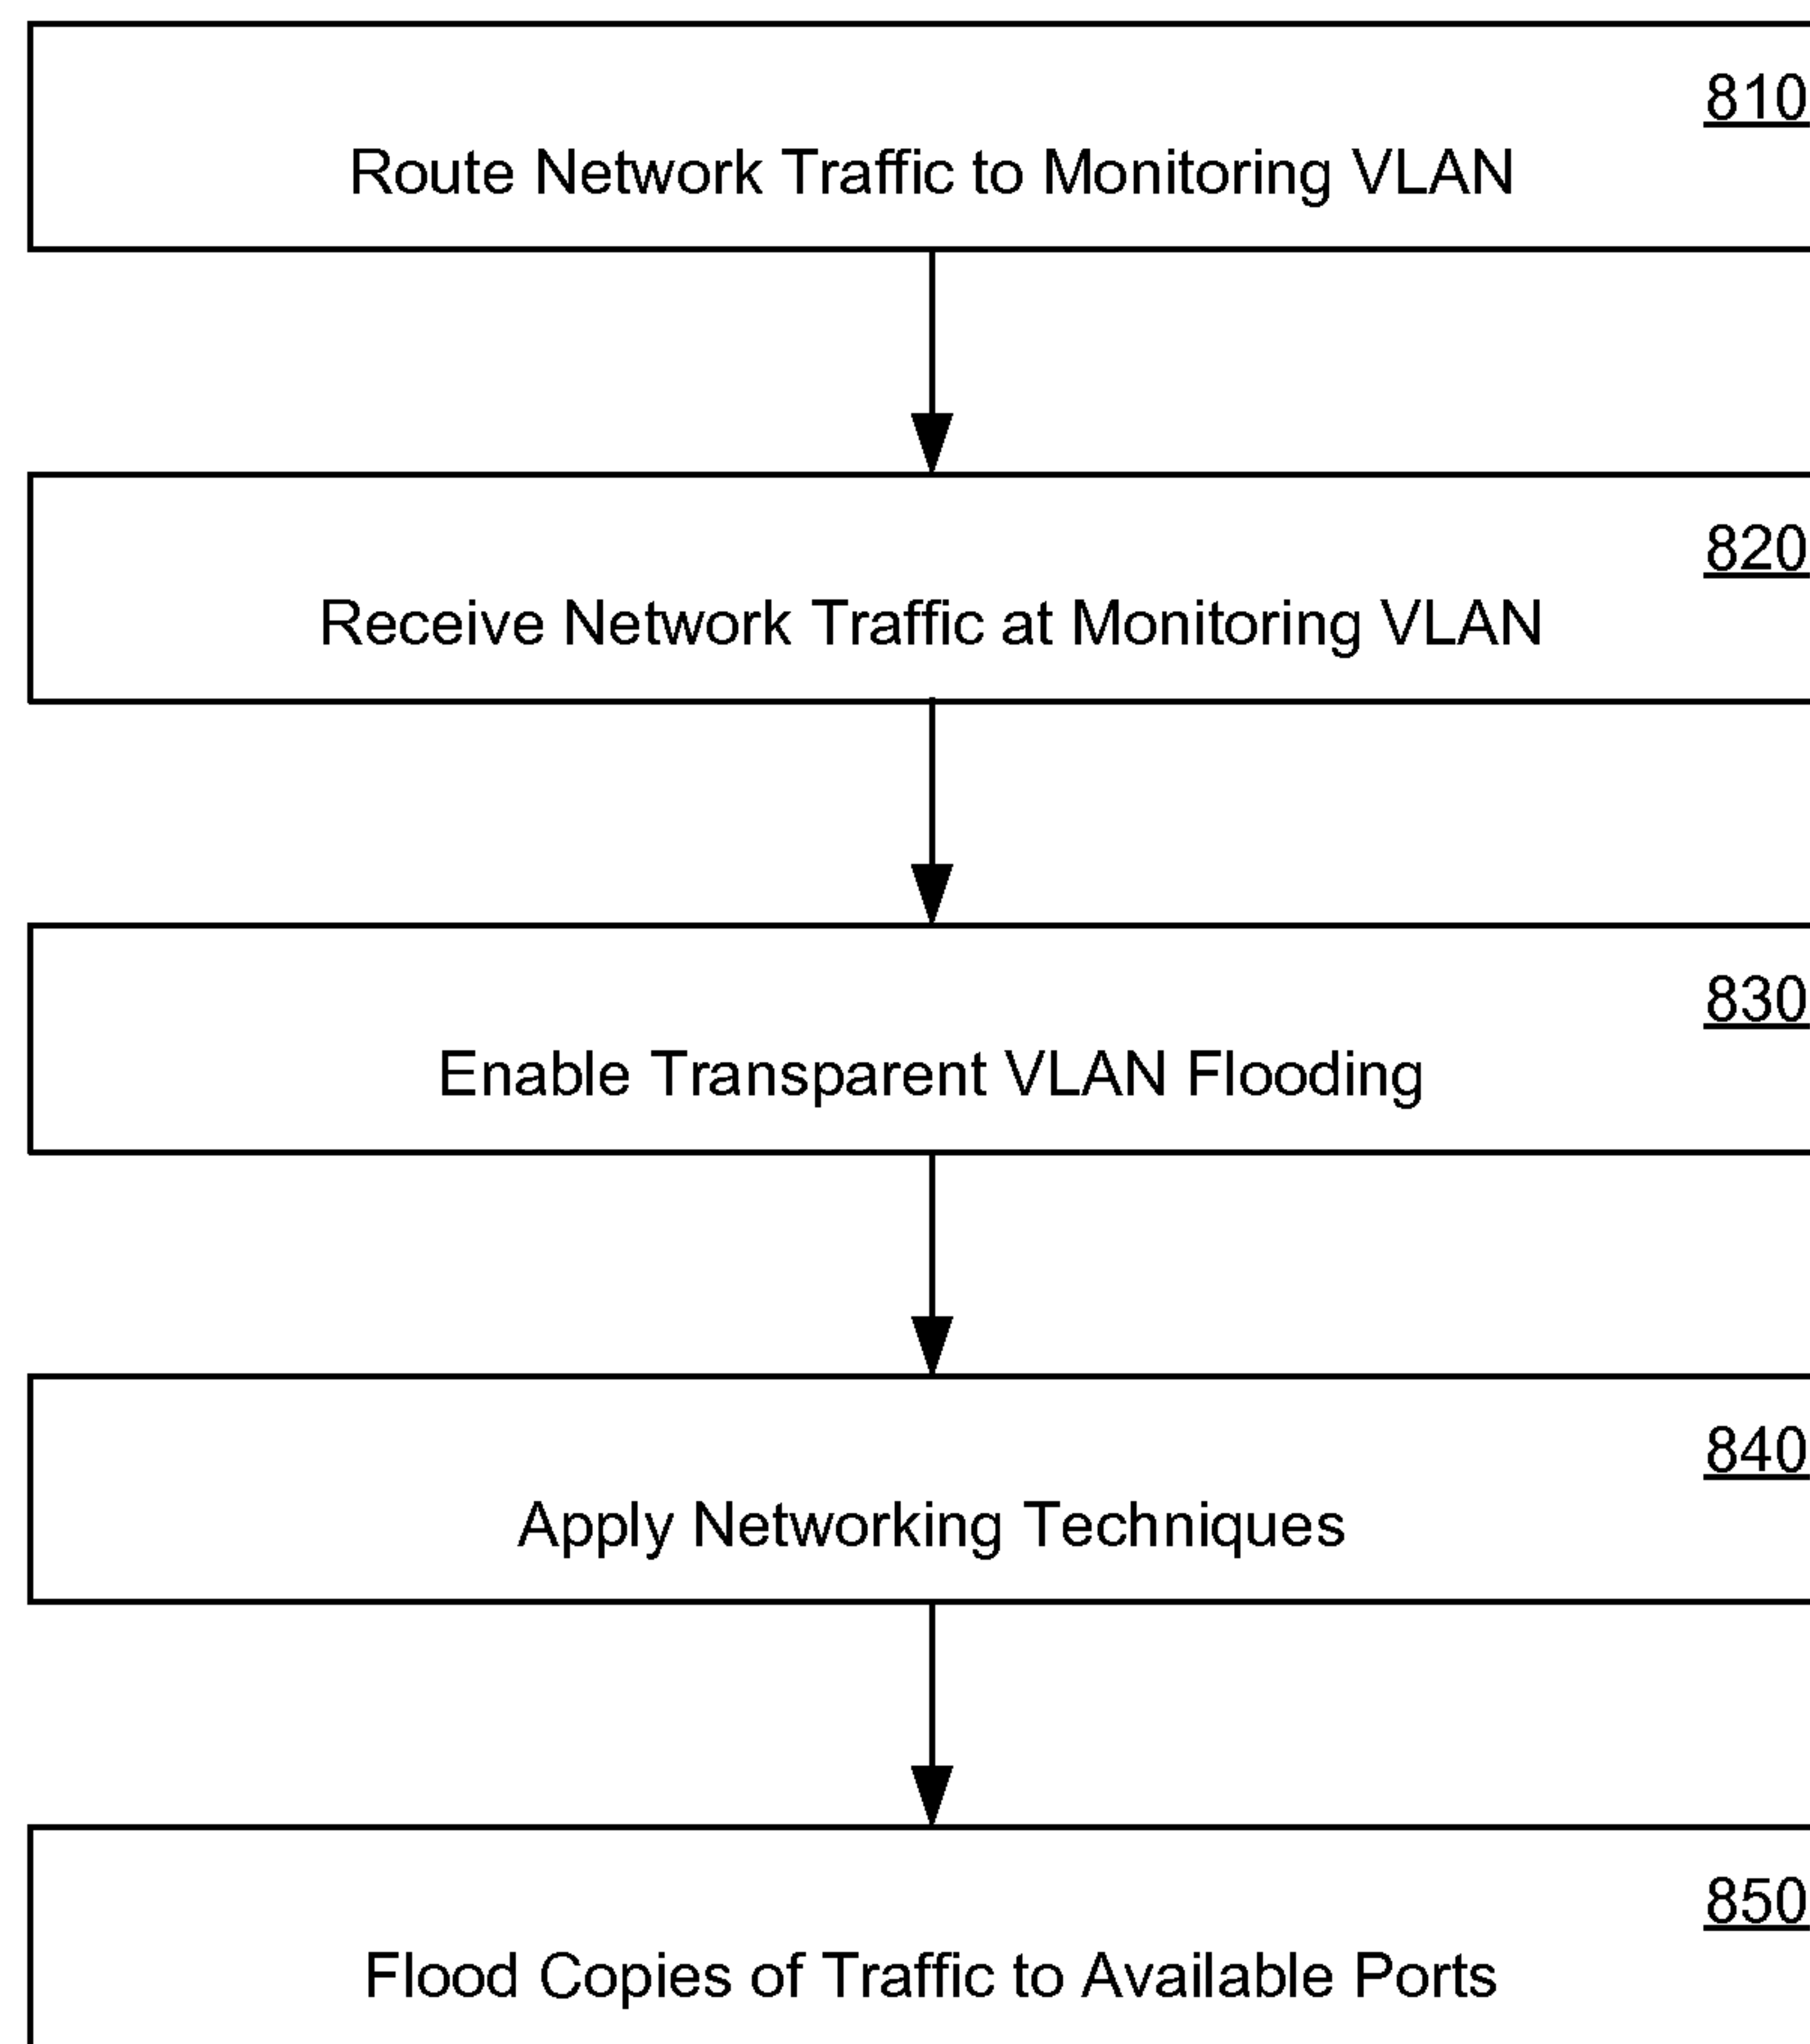 810
Route Network Traffic to Monitoring VLAN
820
Receive Network Traffic at Monitoring VLAN
830
Enable Transparent VLAN Flooding
840
Apply Networking Techniques
850
Flood Copies of Traffic to Available Ports